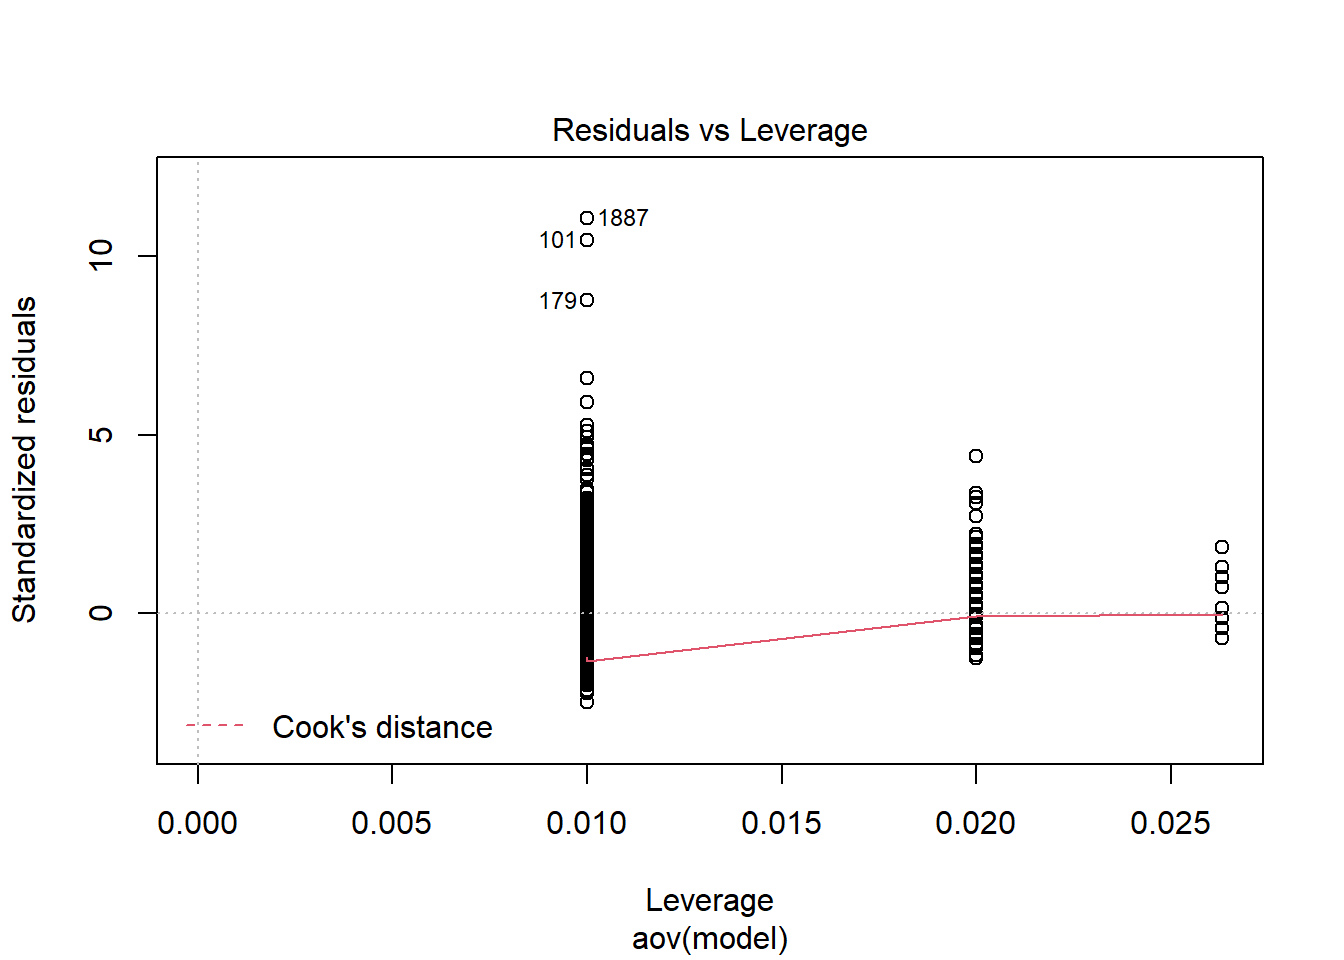 Residuals vs Leverage
1887
101
179
10
5
0
Standardized residuals
Cook's distance
0.000 0.005 0.010 0.015 0.020 0.025
Leverage
aov(model)